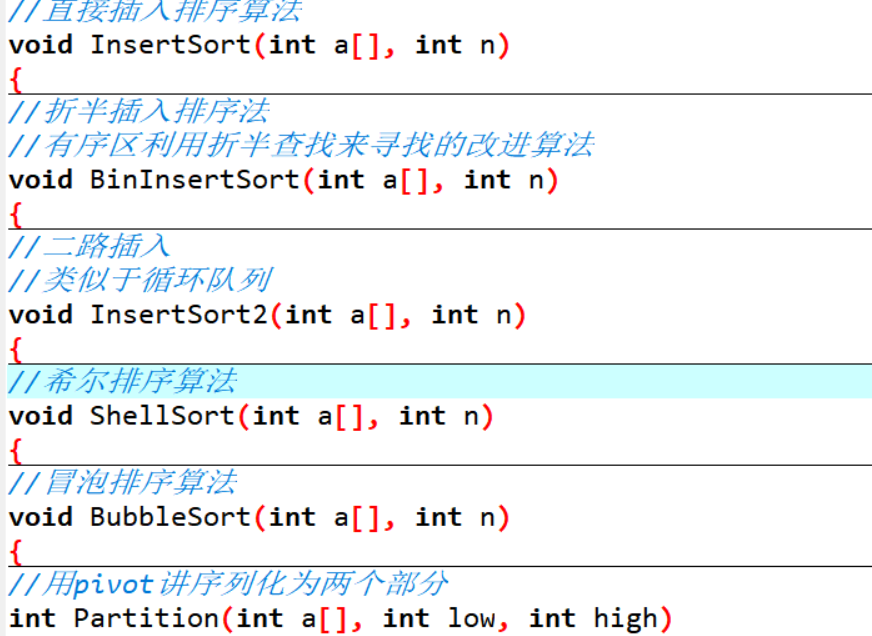 //直接插入排序算法
void InsertSort(int a[], int n)
{
//折半插入排序法
//有序区利用折半查找来寻找的改进算法
void BinInsertSort(int a[], int n)
{
//二路插入
//类似于循环队列
void InsertSort2(int a[], int n)
{
//希尔排序算法
void ShellSort(int a[], int n)
{
//冒泡排序算法
void BubbleSort(int a[], int n)
{
//用pivot讲序列化为两个部分
int Partition(int a[], int low, int high)